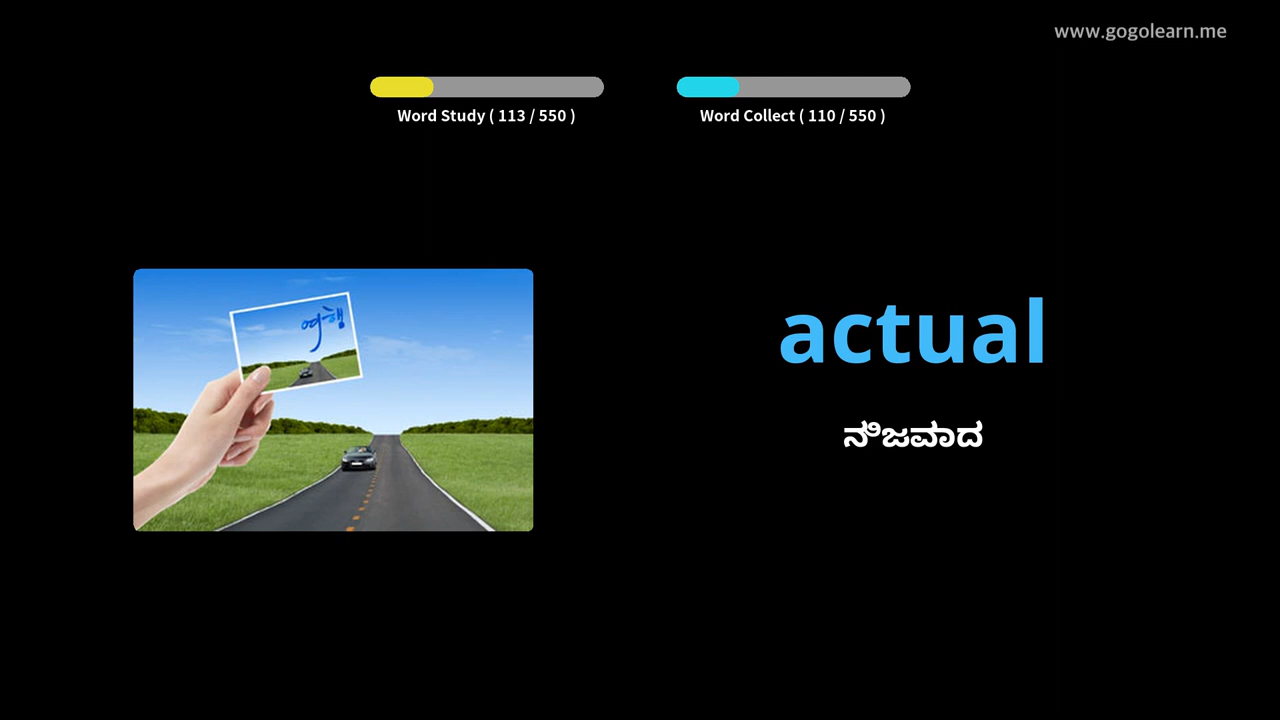 www.gogolearn.me
Word Study ( 113 / 550 )
Word Collect ( 110 / 550 )
여행
actual
ನಿಜವಾದ